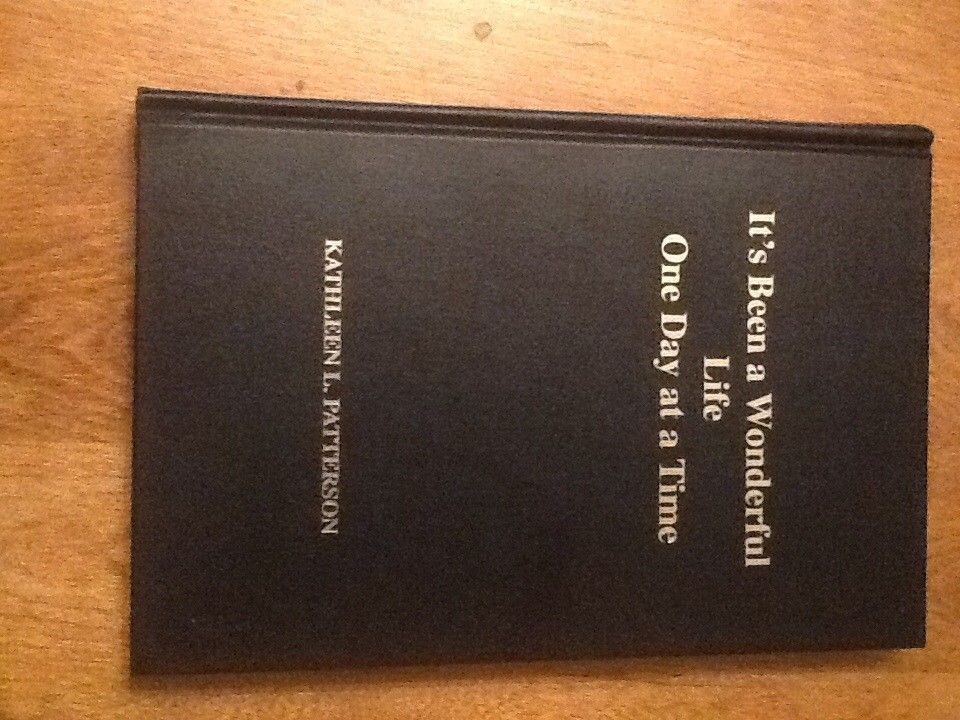 It's Been a Wonderful
Life
One Day at a Time
KATHLEEN L. PATTERSON